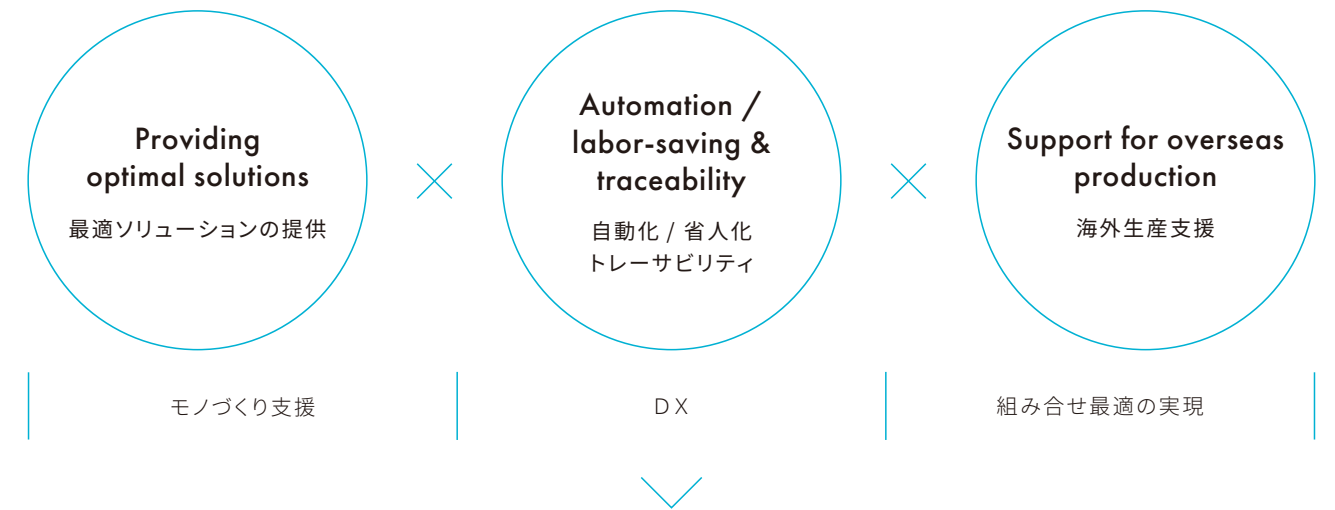 Providing
optimal solutions
最適ソリューションの提供
Automation /
labor-saving &
traceability
自動化 / 省人化
トレーサビリティ
Support for overseas
production
海外生産支援
モノづくり支援
DX
組み合せ最適の実現